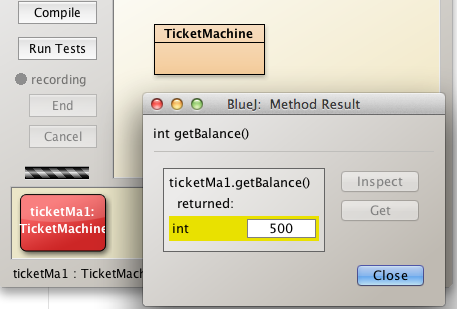 Compile
Run Tests
recording
End
Cancel
TicketMachine
BlueJ: Method Result
int getBalance()
ticketMa1.getBalance()
returned:
int 500
Inspect
Get
Close
ticketMa1:
TicketMachine
ticketMa1 : TicketMach